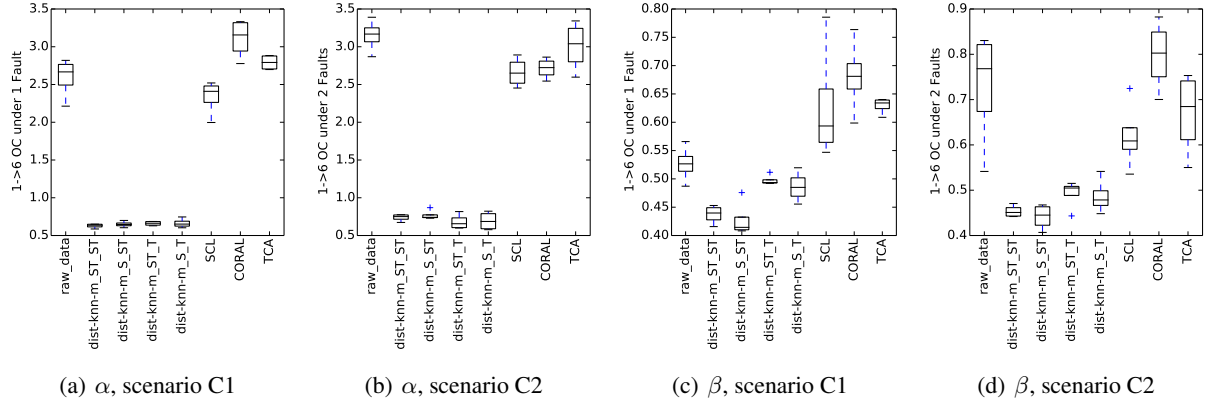 1->6 OC under 1 Fault
3.5
3.0
2.5
2.0
1.5
1.0
0.5
raw_data
dist-knn-m_ST_ST
dist-knn-m_S_ST
dist-knn-m_ST_T
dist-knn-m_S_T
SCL
CORAL
TCA
(a) α, scenario C1
1->6 OC under 2 Faults
3.5
3.0
2.5
2.0
1.5
1.0
0.5
raw_data
dist-knn-m_ST_ST
dist-knn-m_S_ST
dist-knn-m_ST_T
dist-knn-m_S_T
SCL
CORAL
TCA
(b) α, scenario C2
1->6 OC under 1 Fault
0.80
0.75
0.70
0.65
0.60
0.55
0.50
0.45
0.40
raw_data
dist-knn-m_ST_ST
dist-knn-m_S_ST
dist-knn-m_ST_T
dist-knn-m_S_T
SCL
CORAL
TCA
(c) β, scenario C1
1->6 OC under 2 Faults
0.9
0.8
0.7
0.6
0.5
0.4
raw_data
dist-knn-m_ST_ST
dist-knn-m_S_ST
dist-knn-m_ST_T
dist-knn-m_S_T
SCL
CORAL
TCA
(d) β, scenario C2